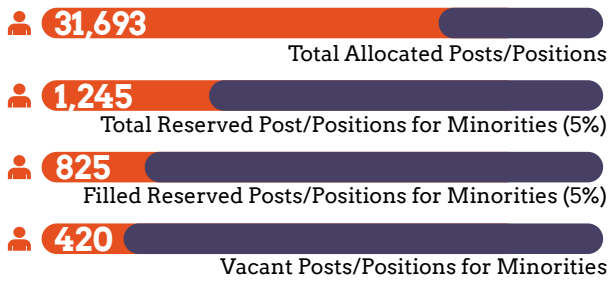 31,693
Total Allocated Posts/Positions
1,245
Total Reserved Post/Positions for Minorities (5%)
825
Filled Reserved Posts/Positions for Minorities (5%)
420
Vacant Posts/Positions for Minorities